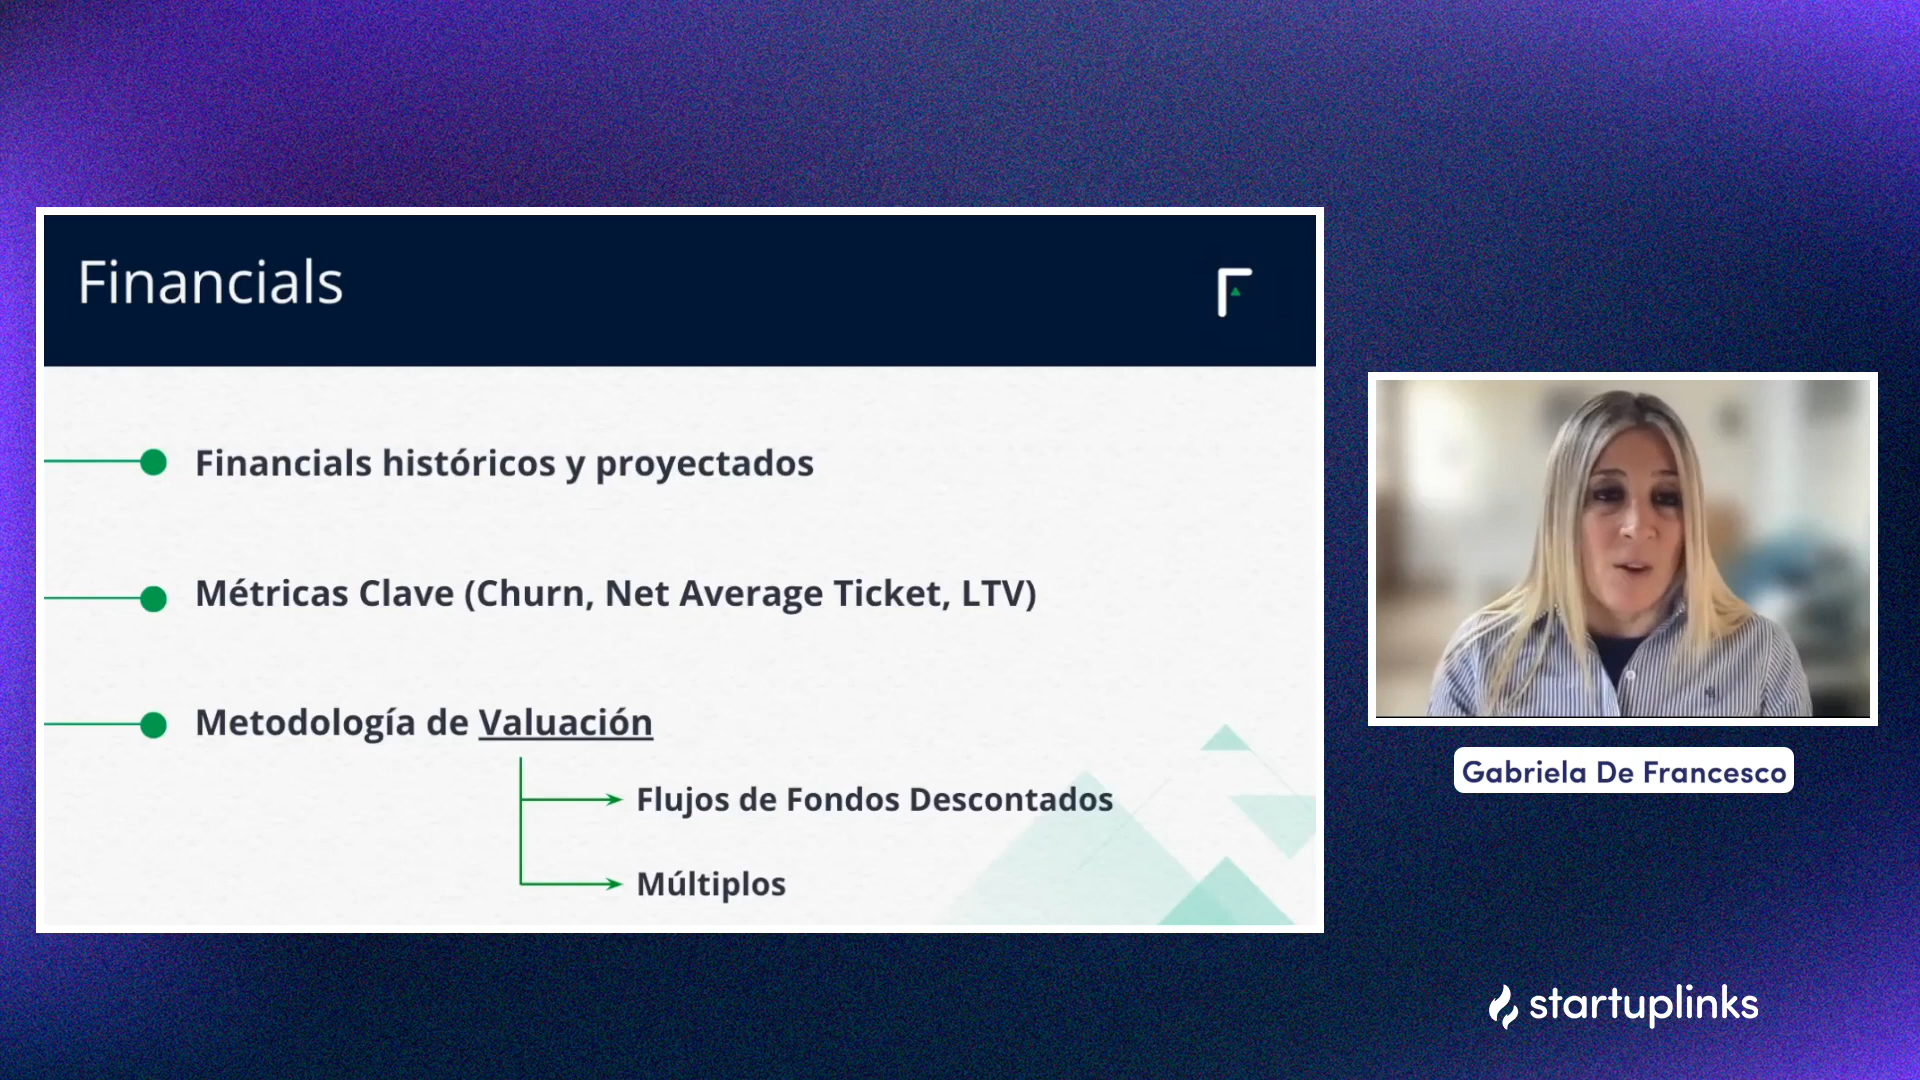 Financials
Financials históricos y proyectados
Métricas Clave (Churn, Net Average Ticket, LTV)
Metodología de Valuación
Flujos de Fondos Descontados
Múltiplos
Gabriela De Francesco
startuplinks